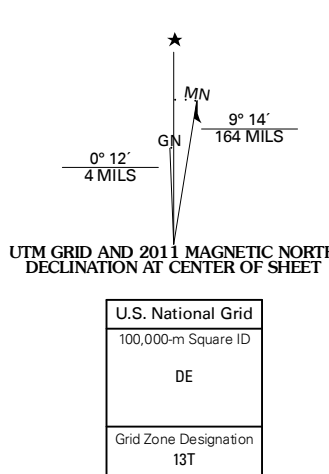 MN
GN
9° 14´
164 MILS
0° 12´
4 MILS
UTM GRID AND 2011 MAGNETIC NORTH
DECLINATION AT CENTER OF SHEET
U.S. National Grid
100,000-m Square ID
DE
Grid Zone Designation
13T